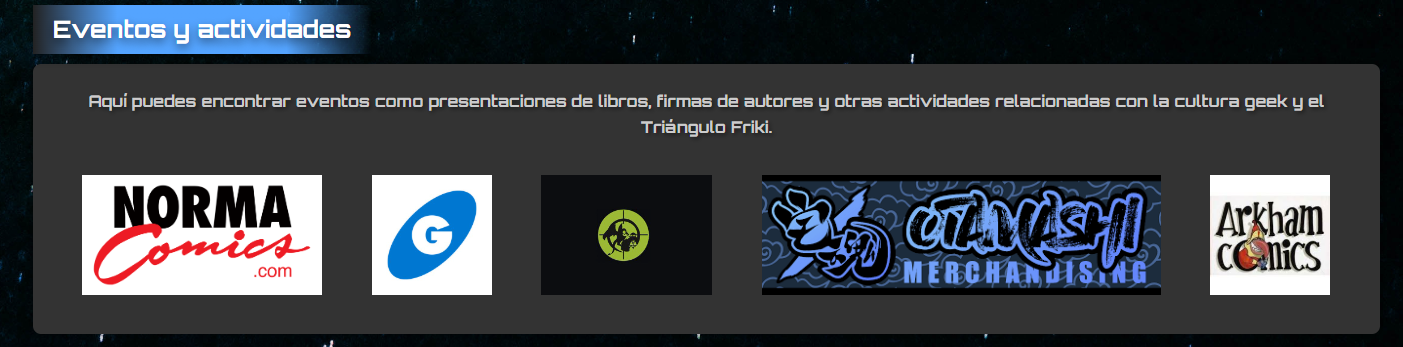 Eventos y actividades
Aquí puedes encontrar eventos como presentaciones de libros, firmas de autores y otras actividades relacionadas con la cultura geek y el
Triángulo Friki.
NORMA
Comics
.com
G
OTAMASHI
MERCHANDISING
Arkham
COMICS